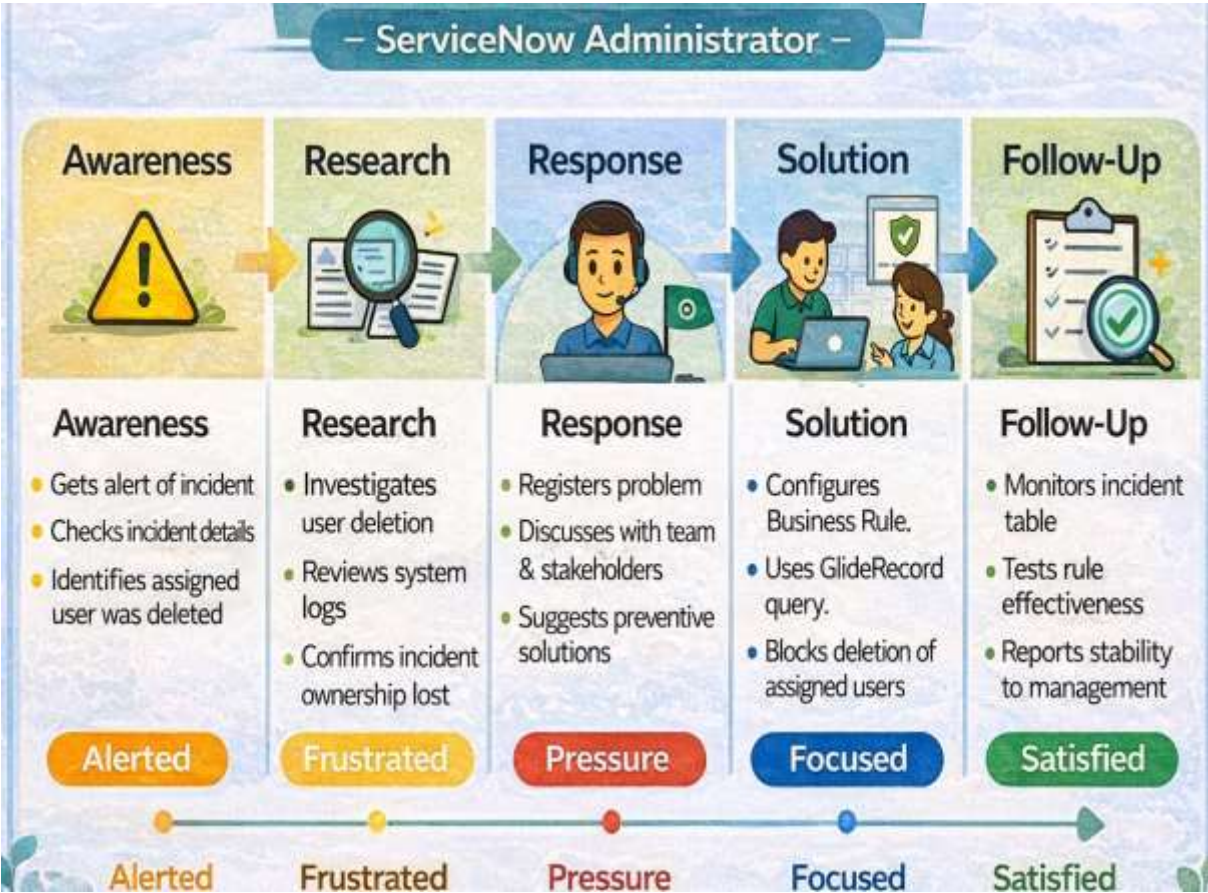 – ServiceNow Administrator –
Awareness
Research
Response
Solution
Follow-Up
Awareness
• Gets alert of incident
• Checks incident details
• Identifies assigned
user was deleted
Research
• Investigates
user deletion
• Reviews system
logs
• Confirms incident
ownership lost
Response
• Registers problem
• Discusses with team
& stakeholders
• Suggests preventive
solutions
Solution
• Configures
Business Rule.
• Uses GlideRecord
query.
• Blocks deletion of
assigned users
Follow-Up
• Monitors incident
table
• Tests rule
effectiveness
• Reports stability
to management
Alerted
Frustrated
Pressure
Focused
Satisfied
Alerted
Frustrated
Pressure
Focused
Satisfied